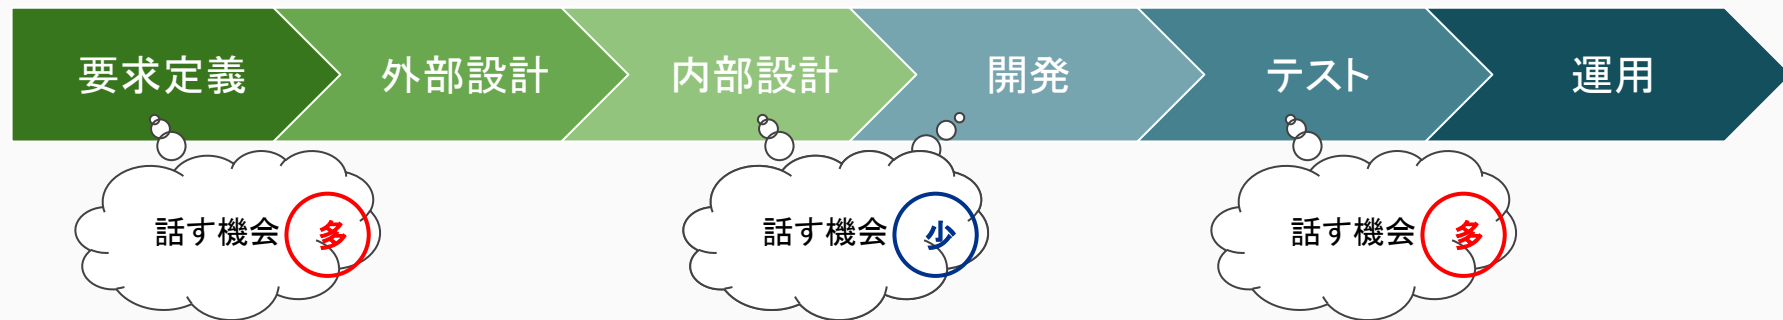 要求定義
外部設計
内部設計
開発
テスト
運用
話す機会 多
話す機会 少
話す機会 多